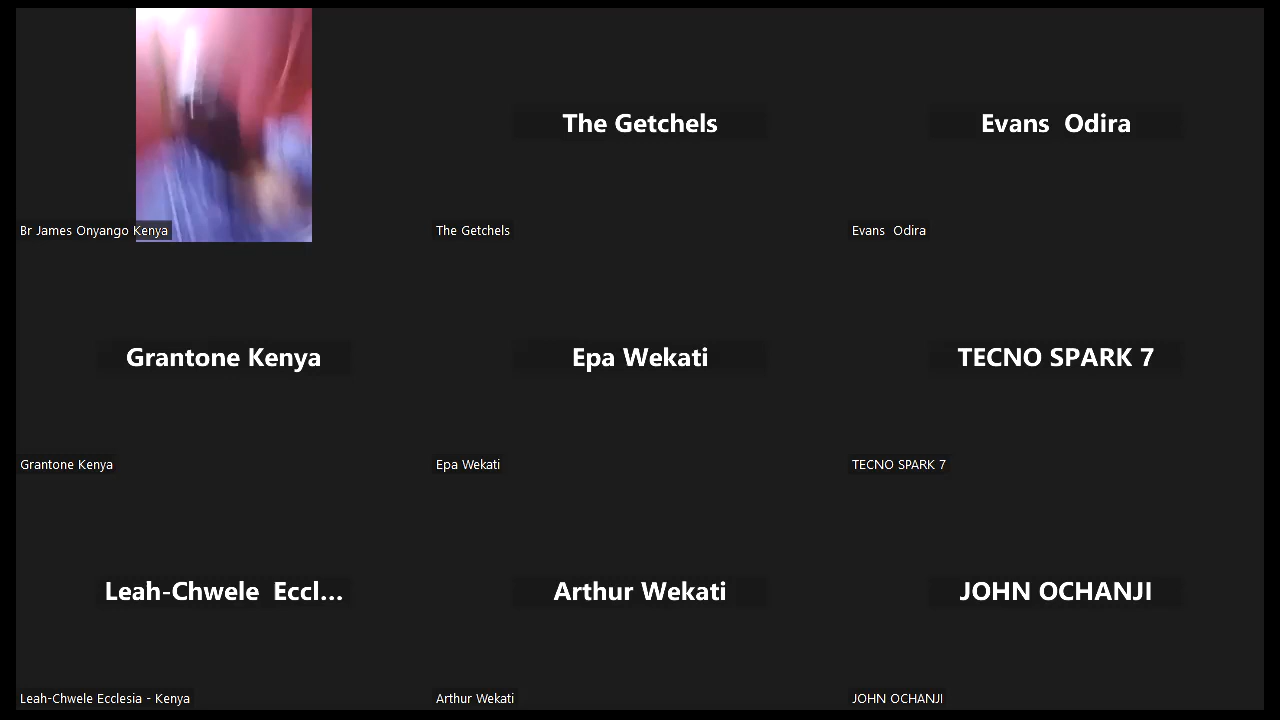 Br James Onyango Kenya
The Getchels
The Getchels
Evans  Odira
Evans  Odira
Grantone Kenya
Grantone Kenya
Epa Wekati
Epa Wekati
TECNO SPARK 7
TECNO SPARK 7
Leah-Chwele  Eccl...
Leah-Chwele Ecclesia - Kenya
Arthur Wekati
Arthur Wekati
JOHN OCHANJI
JOHN OCHANJI